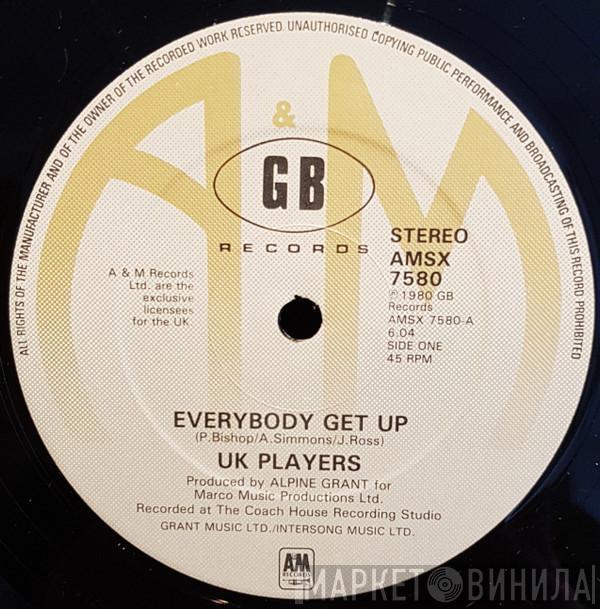 ALL RIGHTS OF THE MANUFACTURER AND OF THE OWNER OF THE RECORDED WORK RESERVED. UNAUTHORISED COPYING PUBLIC PERFORMANCE AND BROADCASTING OF THIS RECORD PROHIBITED
A & M
GB
RECORDS
A & M Records
Ltd. are the
exclusive
licensees
for the UK
STEREO
AMSX
7580
℗1980 GB
Records
AMSX 7580-A
6.04
SIDE ONE
45 RPM
EVERYBODY GET UP
(P.Bishop/A.Simmons/J.Ross)
UK PLAYERS
Produced by ALPINE GRANT for
Marco Music Productions Ltd.
Recorded at The Coach House Recording Studio
GRANT MUSIC LTD./INTERSONG MUSIC LTD.
A&M
RECORDS
МАРКЕТ ВИНИЛА